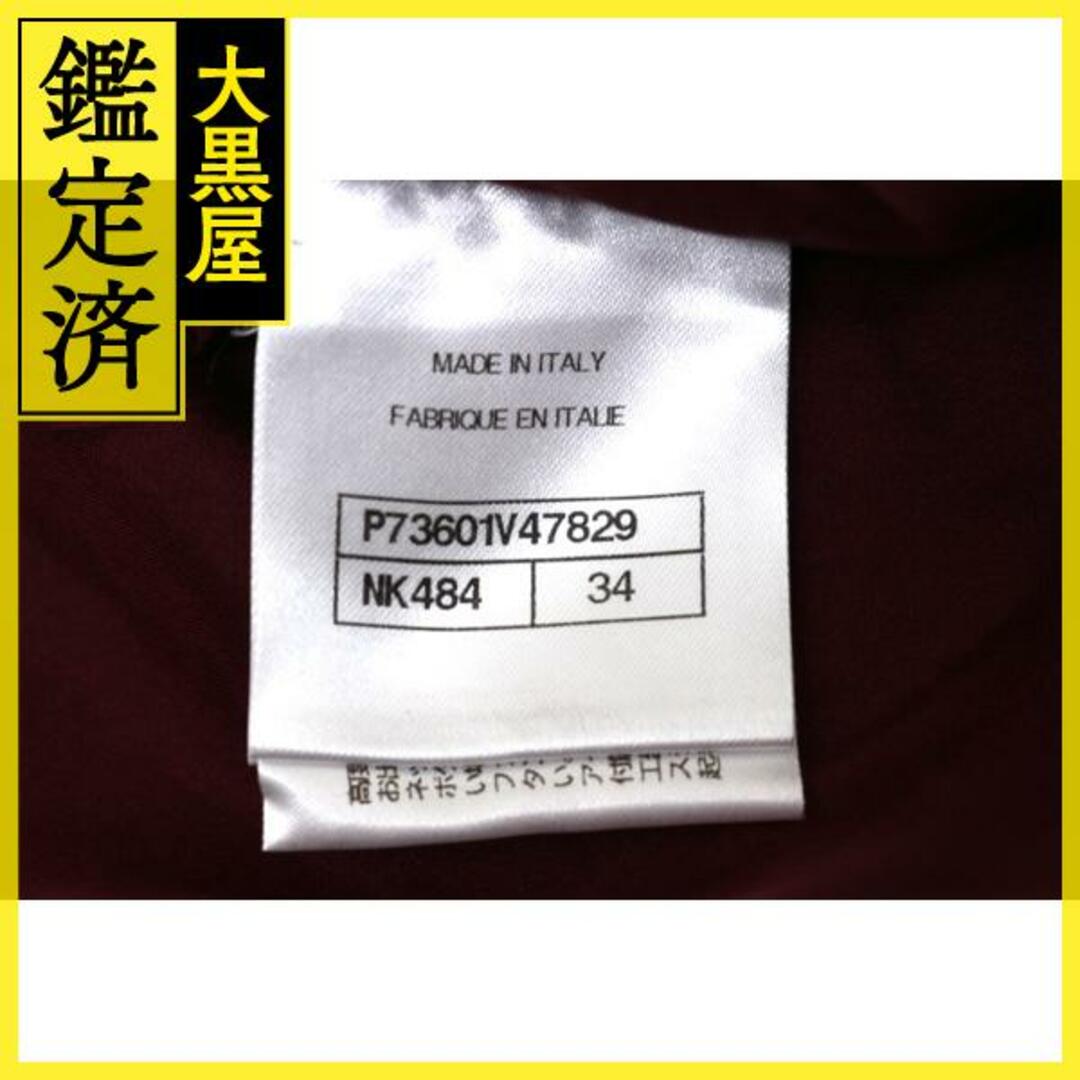 鑑定済
大黒屋
MADE IN ITALY
FABRIQUE EN ITALIE
P73601V47829
NK484 34